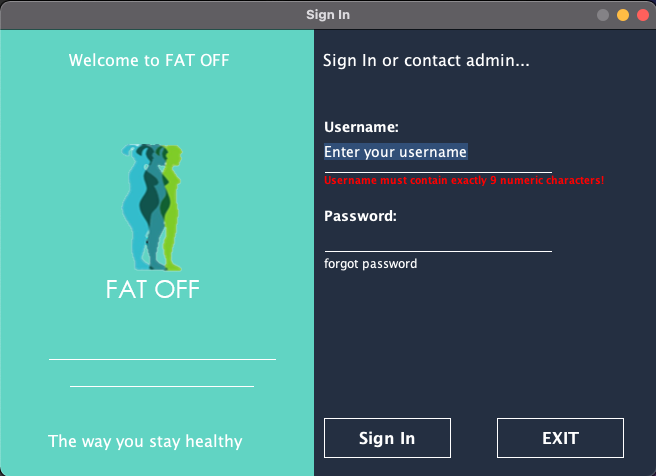 Sign In
Welcome to FAT OFF
FAT OFF
The way you stay healthy
Sign In or contact admin...
Username:
Enter your username
Username must contain exactly 9 numeric characters!
Password:
forgot password
Sign In
EXIT